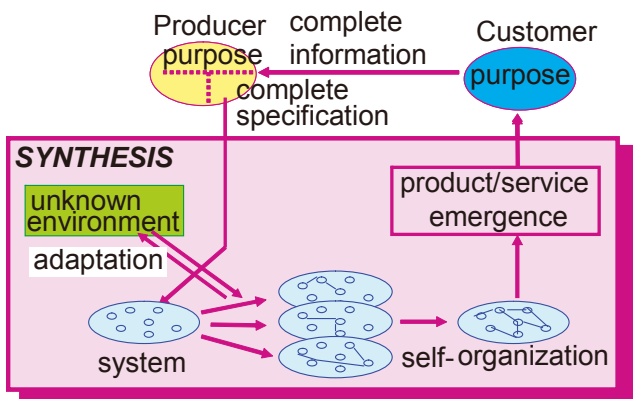 Producer
purpose
complete
information
Customer
purpose
complete
specification
SYNTHESIS
unknown
environment
adaptation
product/service
emergence
system
self-organization